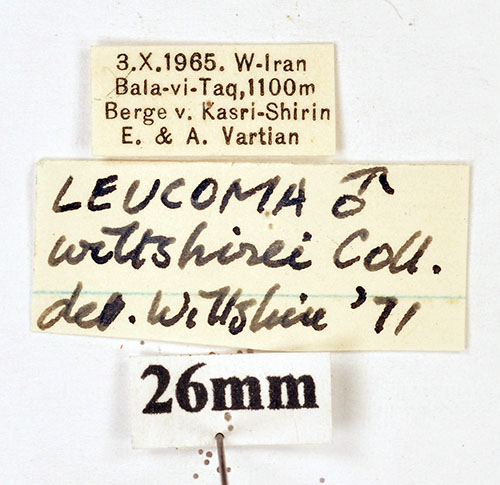 3.X.1965. W-Iran
Bala-vi-Taq,1100m
Berge v. Kasri-Shirin
E. & A. Vartian
LEUCOMA ♂
wiltshirei Coll.
det. Wiltshire '71
26mm